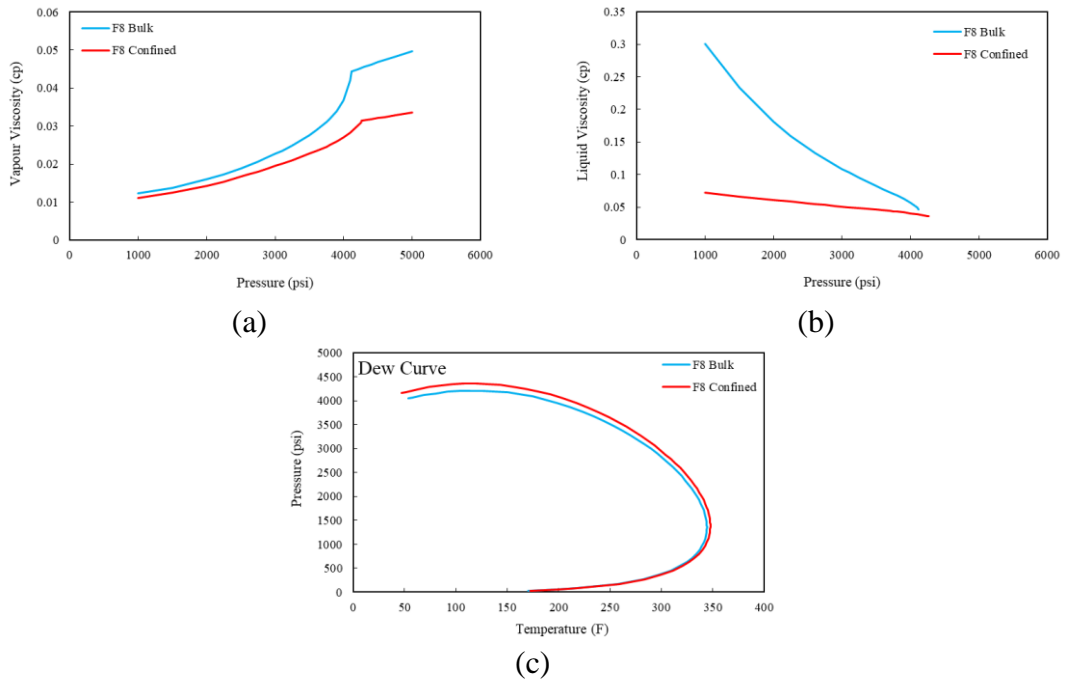 F8 Bulk
F8 Confined
Vapour Viscosity (cp)
0.06
0.05
0.04
0.03
0.02
0.01
0
0 1000 2000 3000 4000 5000 6000
Pressure (psi)
(a)
F8 Bulk
F8 Confined
Liquid Viscosity (cp)
0.35
0.3
0.25
0.2
0.15
0.1
0.05
0
0 1000 2000 3000 4000 5000 6000
Pressure (psi)
(b)
Dew Curve
F8 Bulk
F8 Confined
Pressure (psi)
5000
4500
4000
3500
3000
2500
2000
1500
1000
500
0
0 50 100 150 200 250 300 350 400
Temperature (F)
(c)